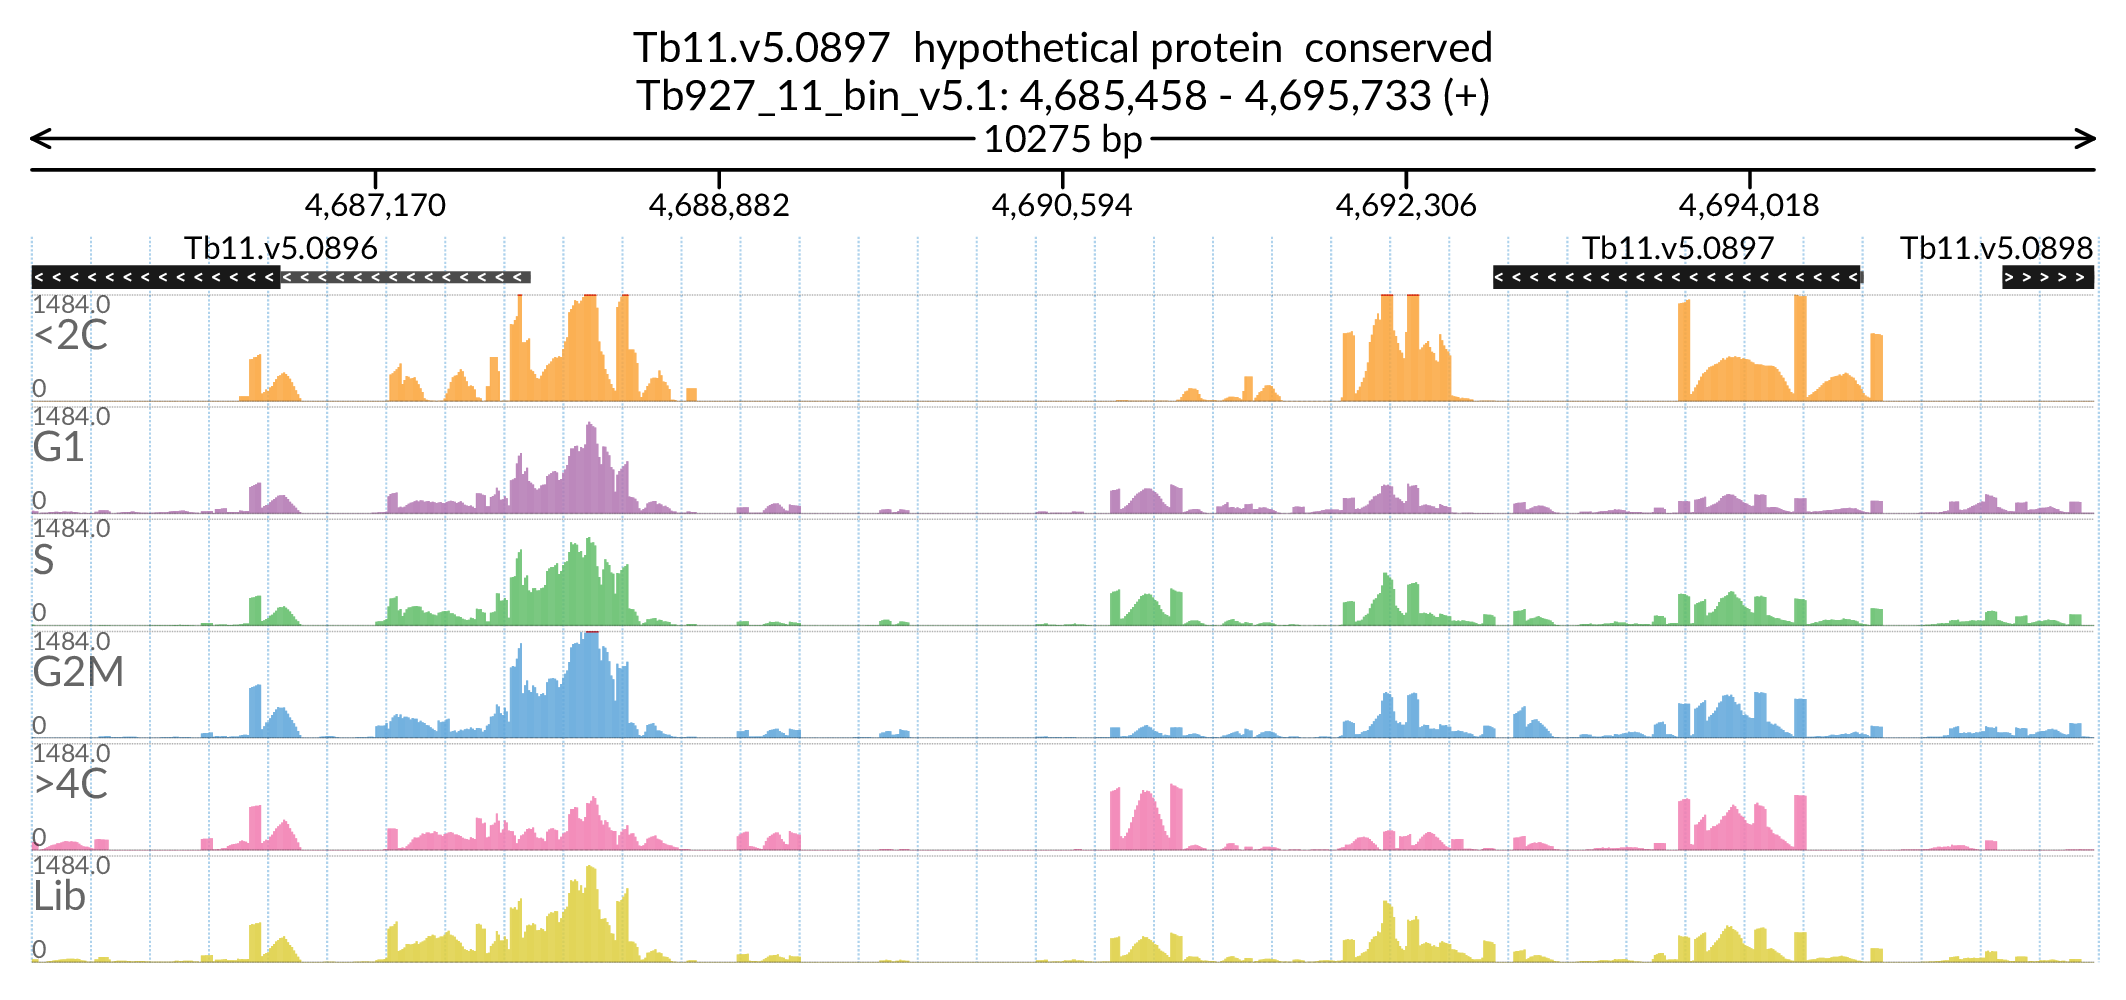 Tb11.v5.0897 hypothetical protein conserved
Tb927_11_bin_v5.1: 4,685,458 - 4,695,733 (+)
10275 bp
4,687,170 4,688,882 4,690,594 4,692,306 4,694,018
Tb11.v5.0896 Tb11.v5.0897 Tb11.v5.0898
1484.0
<2C
0
1484.0
G1
0
1484.0
S
0
1484.0
G2M
0
1484.0
>4C
0
1484.0
Lib
0